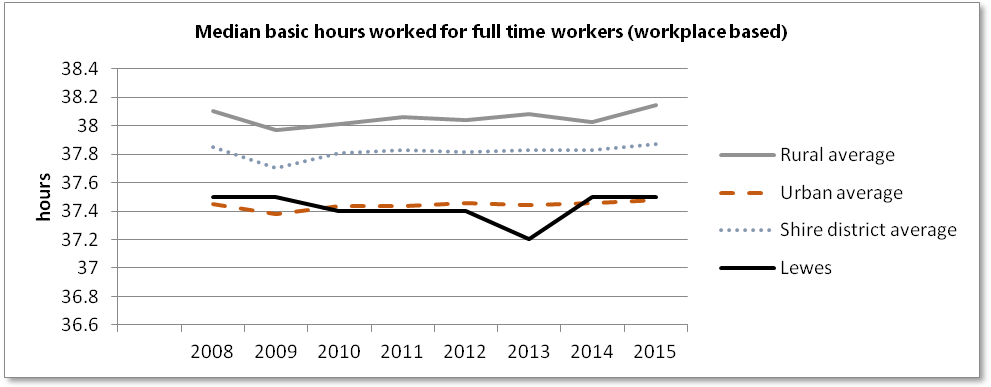 Median basic hours worked for full time workers (workplace based)
38.4
38.2
38
37.8
37.6
37.4
37.2
37
36.8
36.6
hours
2008 2009 2010 2011 2012 2013 2014 2015
Rural average
Urban average
Shire district average
Lewes